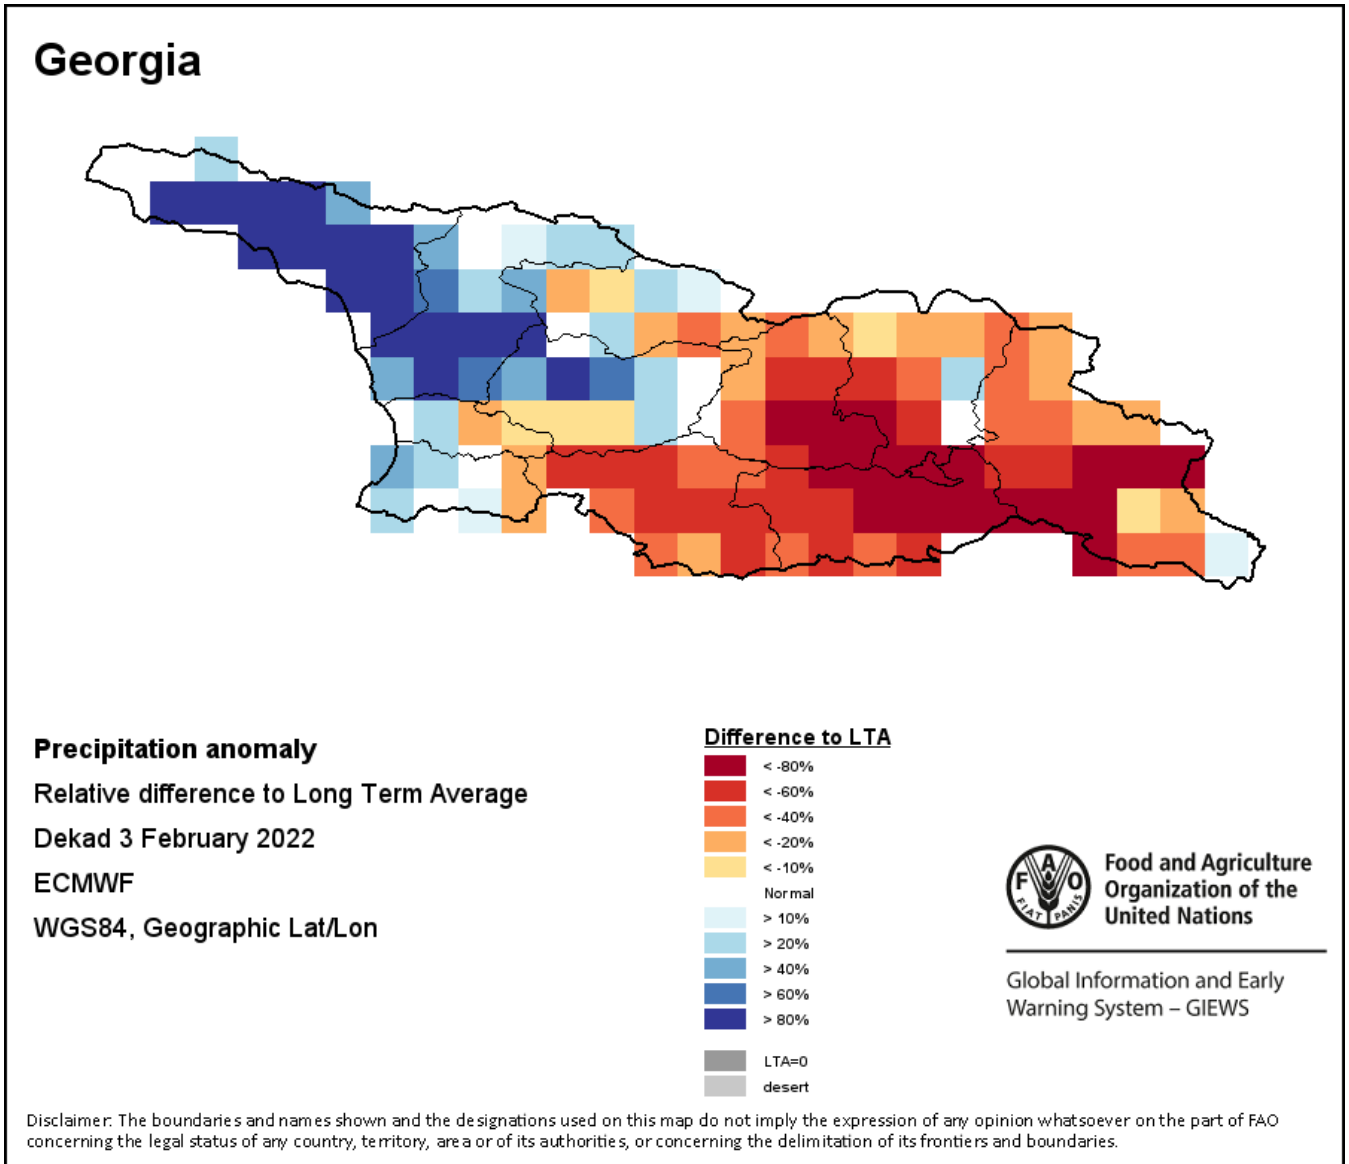 Georgia
Precipitation anomaly
Relative difference to Long Term Average
Dekad 3 February 2022
ECMWF
WGS84, Geographic Lat/Lon
Difference to LTA
< -80%
< -60%
< -40%
< -20%
< -10%
Normal
> 10%
> 20%
> 40%
> 60%
> 80%
LTA=0
desert
F A O
FIAT PANIS
Food and Agriculture
Organization of the
United Nations
Global Information and Early
Warning System – GIEWS
Disclaimer: The boundaries and names shown and the designations used on this map do not imply the expression of any opinion whatsoever on the part of FAO
concerning the legal status of any country, territory, area or of its authorities, or concerning the delimitation of its frontiers and boundaries.